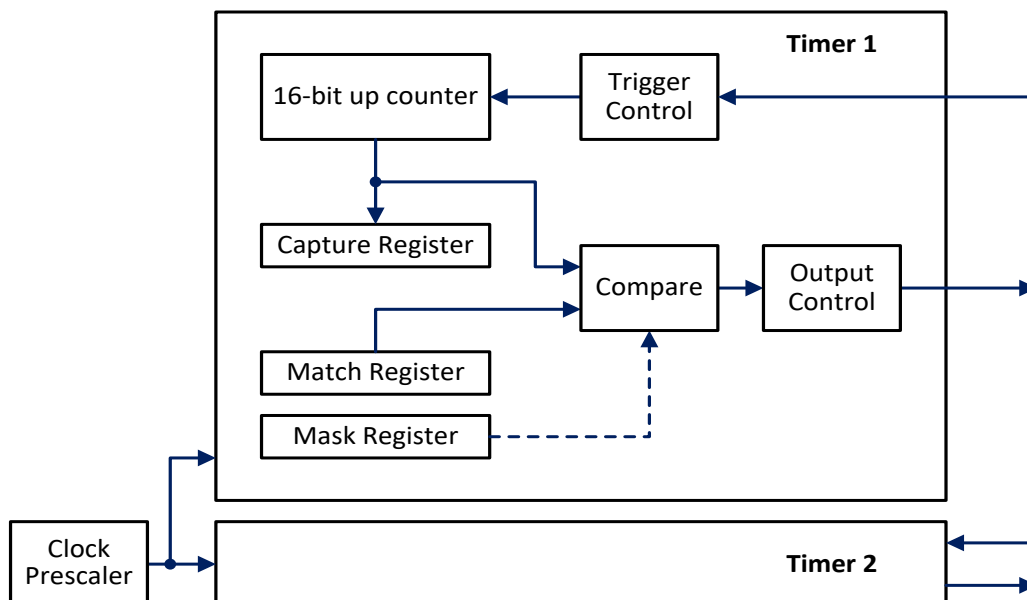 Timer 1
16-bit up counter
Trigger
Control
Capture Register
Compare
Output
Control
Match Register
Mask Register
Clock
Prescaler
Timer 2